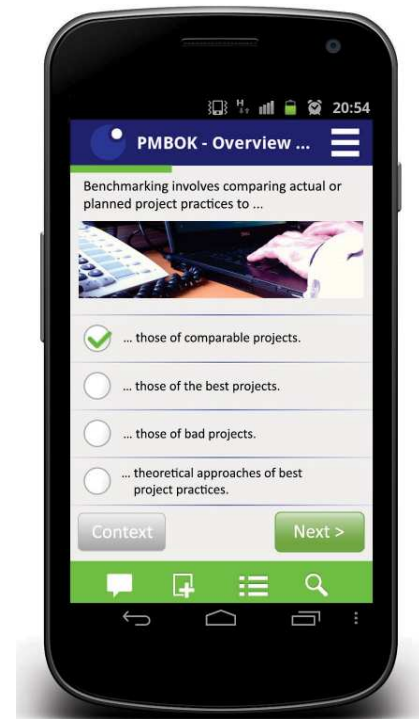 H
20:54
PMBOK - Overview ...
Benchmarking involves comparing actual or
planned project practices to ...
... those of comparable projects.
... those of the best projects.
... those of bad projects.
... theoretical approaches of best
project practices.
Context
Next >